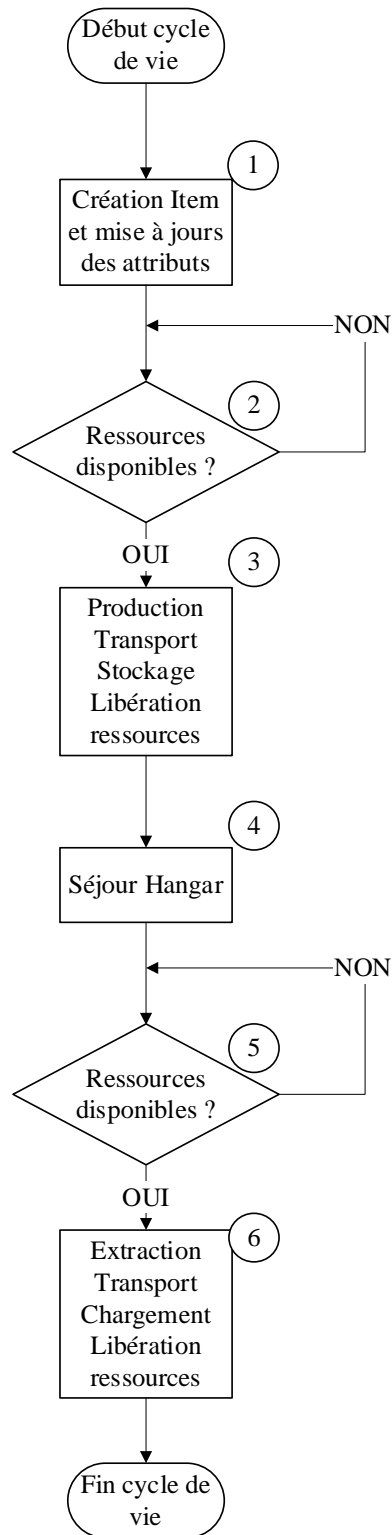 Début cycle
de vie
1
Création Item
et mise à jours
des attributs
NON
2
Ressources
disponibles ?
OUI
3
Production
Transport
Stockage
Libération
ressources
4
Séjour Hangar
NON
5
Ressources
disponibles ?
OUI
6
Extraction
Transport
Chargement
Libération
ressources
Fin cycle de
vie